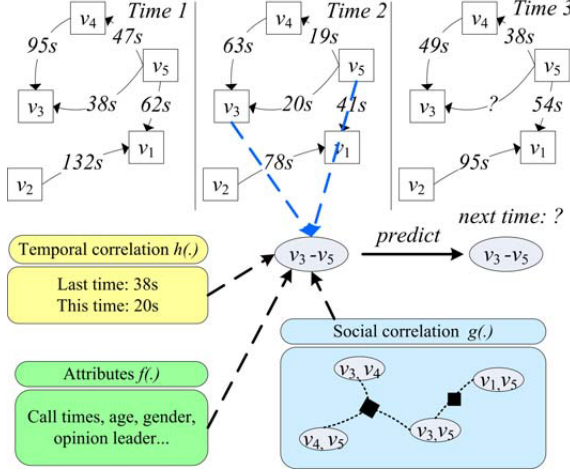 Time 1
v4
95s
47s
v5
v3
38s
62s
v1
v2
132s
Time 2
v4
63s
19s
v5
v3
20s
41s
v1
v2
78s
Time 3
v4
49s
38s
v5
v3
?
54s
v1
v2
95s
next time: ?
v3 -v5
predict
v3 -v5
Temporal correlation h(.)
Last time: 38s
This time: 20s
Attributes f(.)
Call times, age, gender,
opinion leader...
Social correlation g(.)
v3, v4
v1, v5
v4, v5
v3, v5